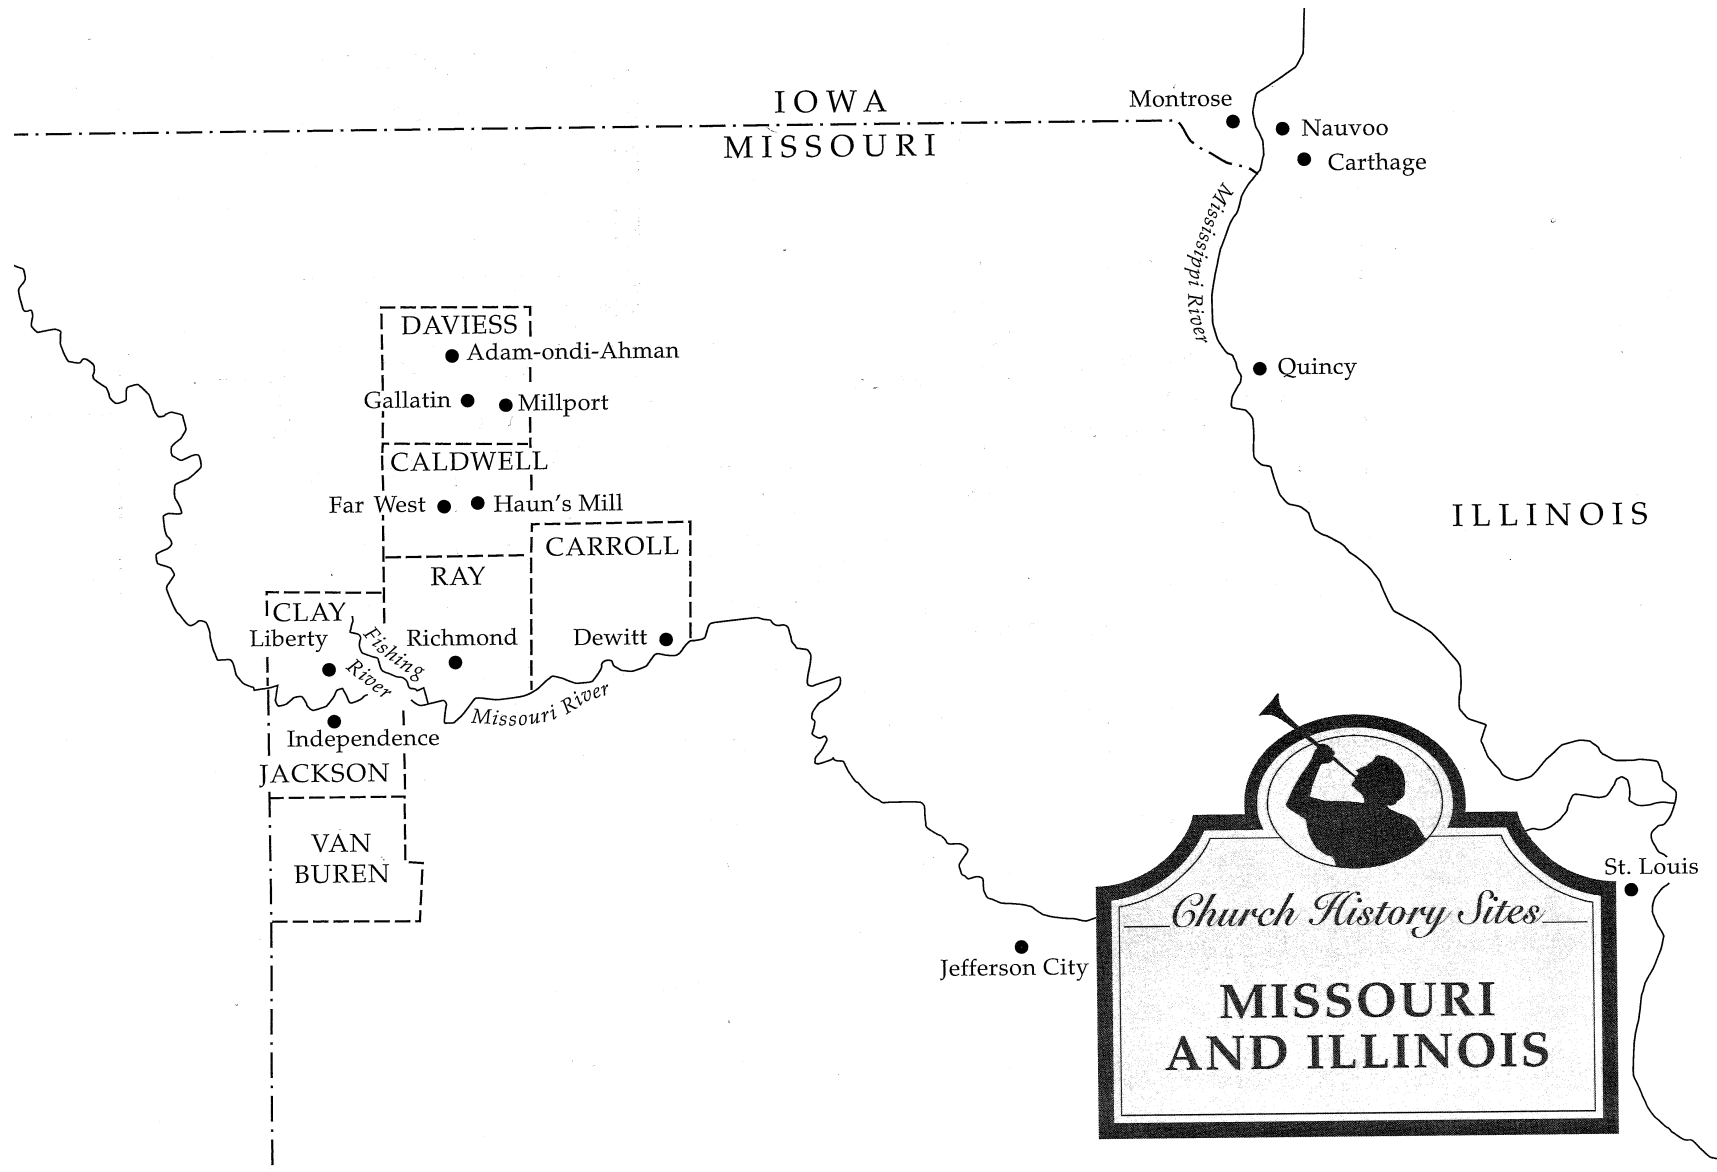 IOWA
MISSOURI
Montrose
Nauvoo
Carthage
Mississippi River
DAVIESS
Adam-ondi-Ahman
Gallatin
Millport
Quincy
CALDWELL
Far West
Haun's Mill
ILLINOIS
CARROLL
RAY
CLAY
Liberty
Fishing
River
Richmond
Dewitt
Missouri River
Independence
JACKSON
VAN
BUREN
St. Louis
Jefferson City
Church History Sites
MISSOURI
AND ILLINOIS